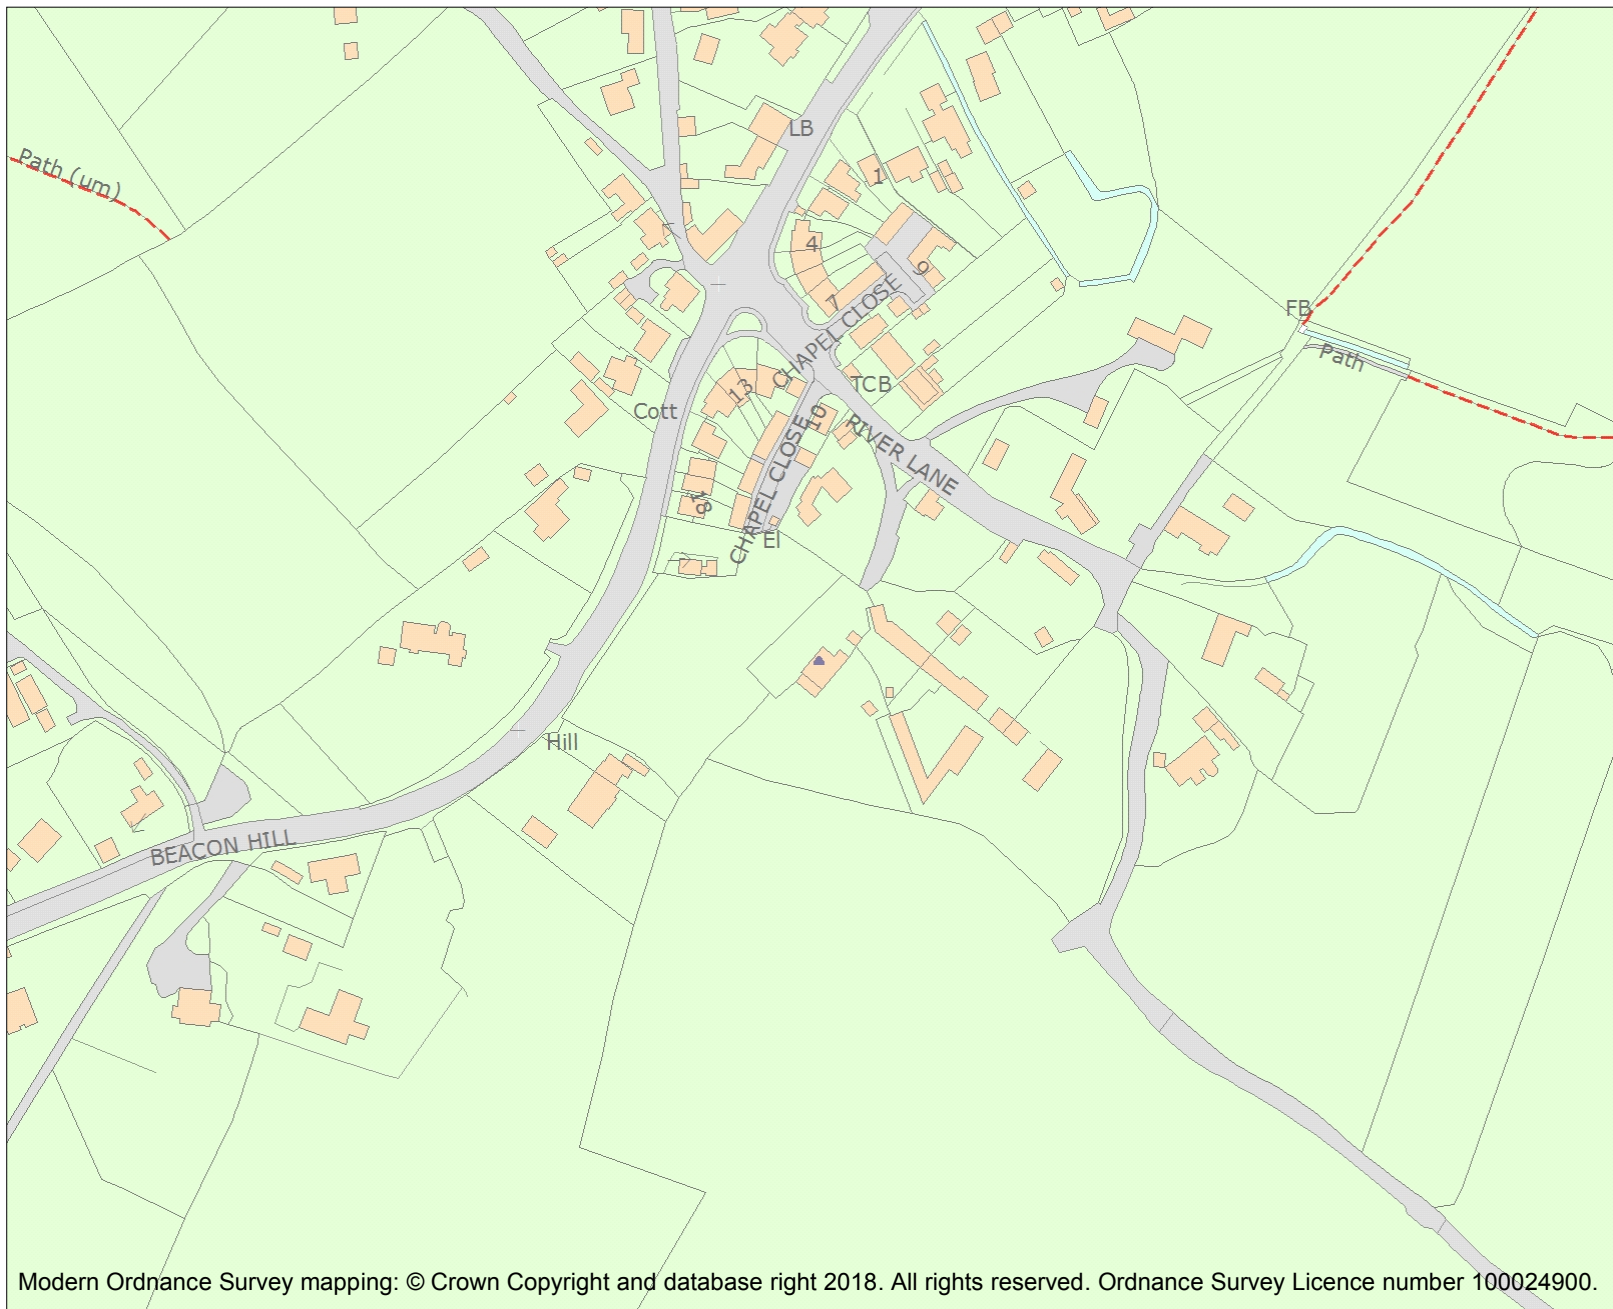 LB
Path (um)
1
4
9
7
CHAPEL CLOSE
FB
Path
TCB
13
Cott
10
RIVER LANE
CHAPEL CLOSE
18
El
Hill
BEACON HILL
Modern Ordnance Survey mapping: © Crown Copyright and database right 2018. All rights reserved. Ordnance Survey Licence number 100024900.